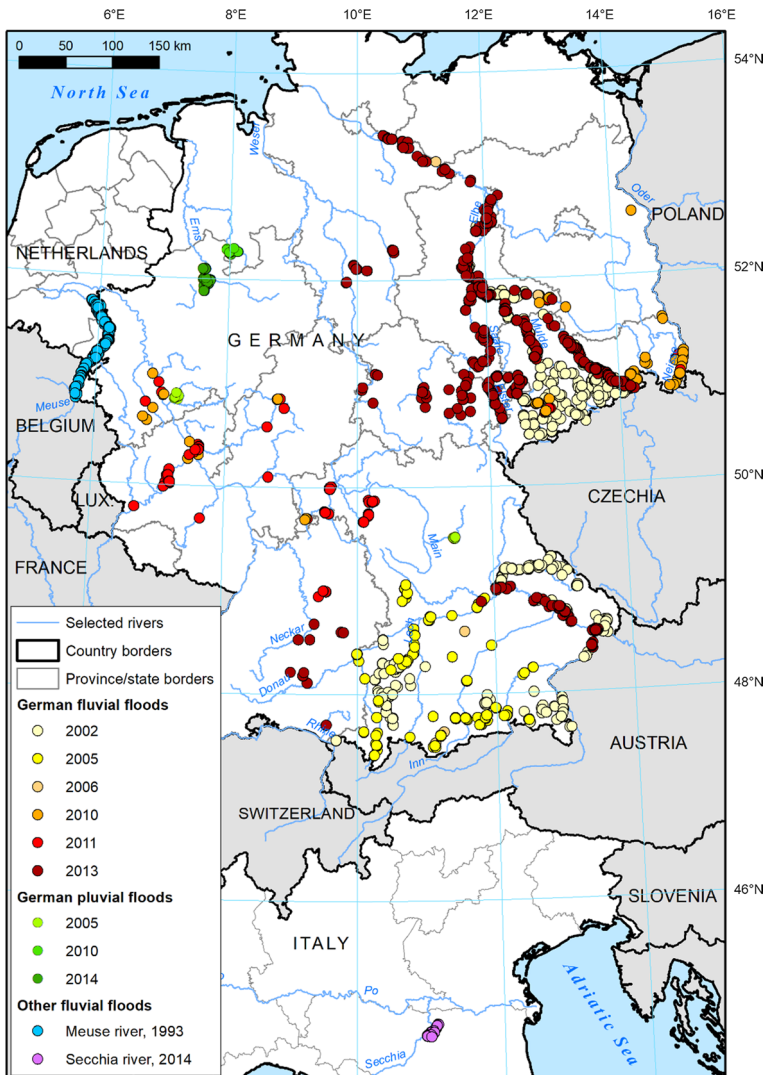 6°E 8°E 10°E 12°E 14°E 16°E
0 50 100 150 km
54°N
North Sea
Weser
Elbe
Oder
POLAND
Ems
NETHERLANDS
52°N
GERMANY
Mulde
Neiße
Meuse
BELGIUM
50°N
LUX.
CZECHIA
Main
FRANCE
Selected rivers
Country borders
Province/state borders
Neckar
Donau
48°N
Rhine
Inn
AUSTRIA
SWITZERLAND
German fluvial floods
2002
2005
2006
2010
2011
2013
German pluvial floods
2005
2010
2014
Other fluvial floods
Meuse river, 1993
Secchia river, 2014
46°N
SLOVENIA
ITALY
Adriatic Sea
Po
Secchia